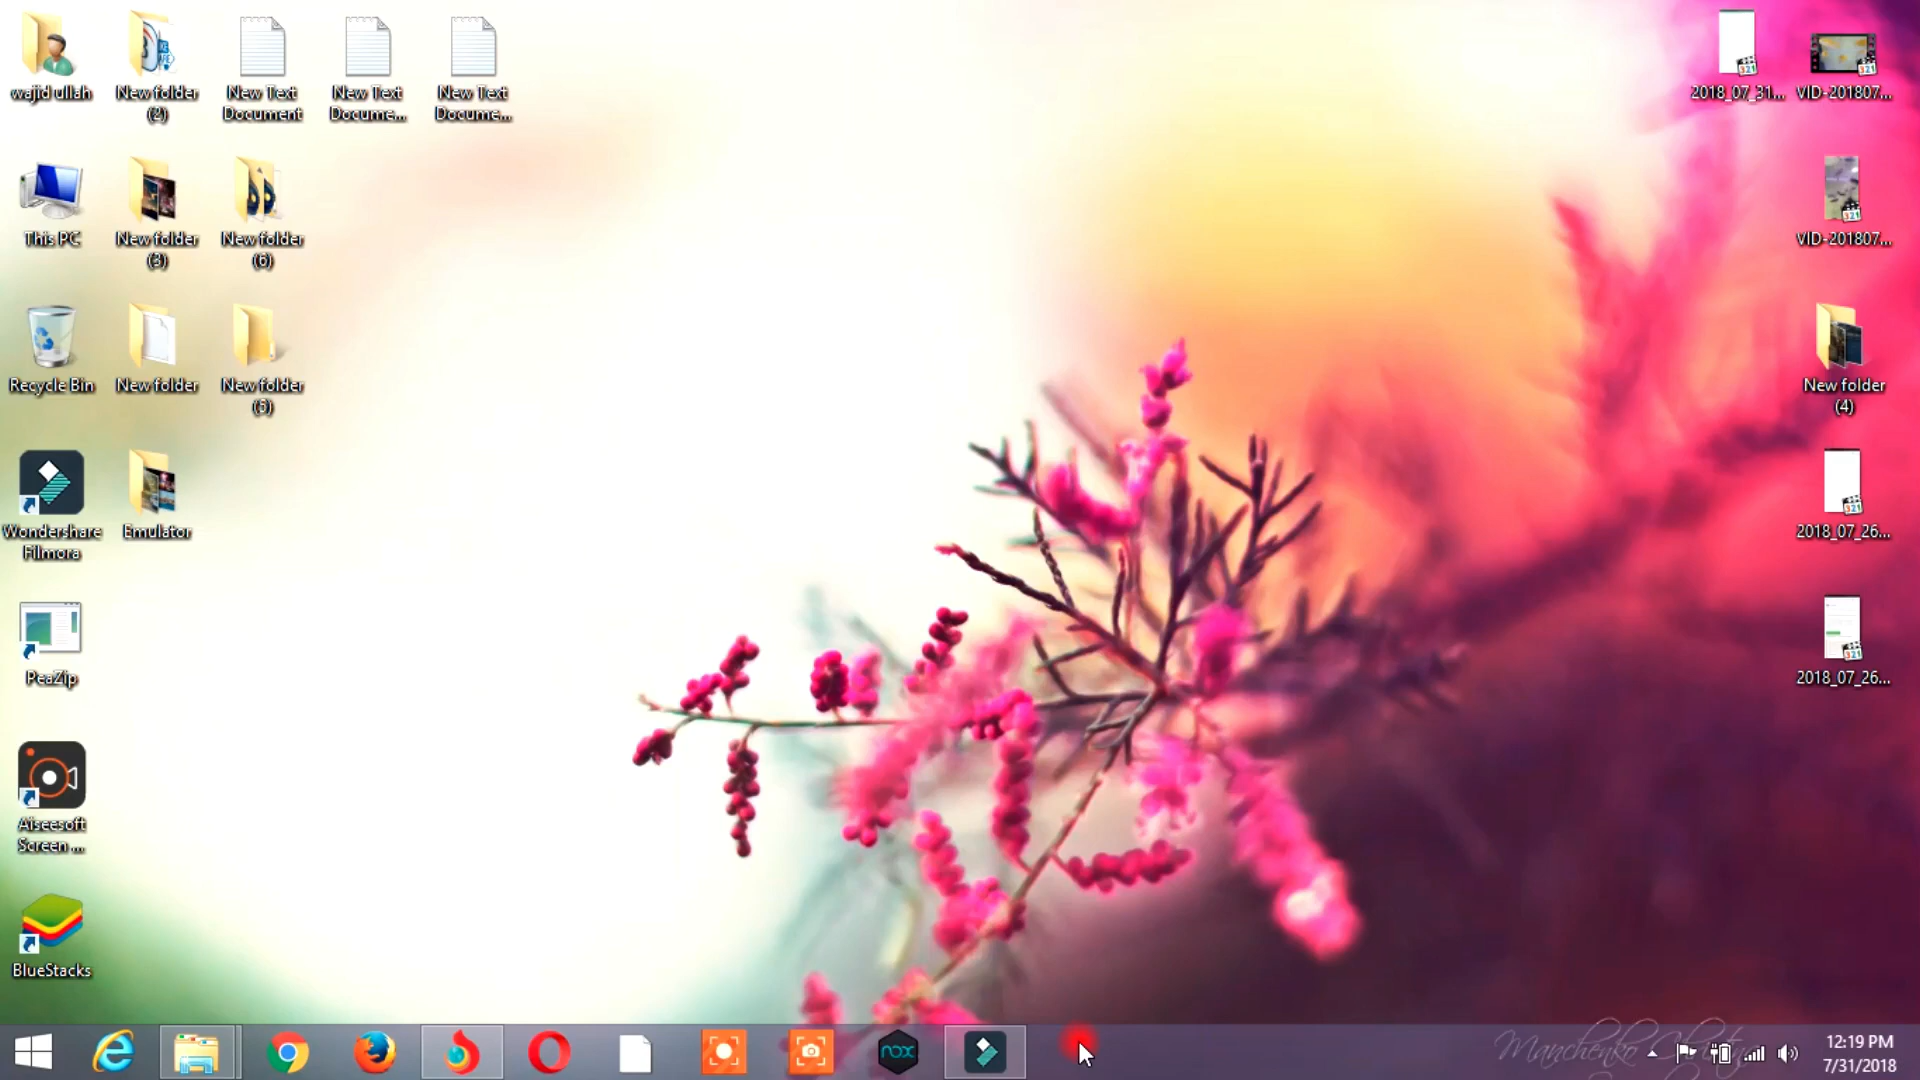 wajid ullah
New folder
(2)
New Text
Document
New Text
Docume...
New Text
Docume...
2018_07_31...
VID-201807...
This PC
New folder
(3)
New folder
(6)
VID-201807...
Recycle Bin
New folder
New folder
(5)
New folder
(4)
Wondershare
Filmora
Emulator
2018_07_26...
PeaZip
2018_07_26...
Aiseesoft
Screen ...
BlueStacks
nox
Manchenko
12:19 PM
7/31/2018